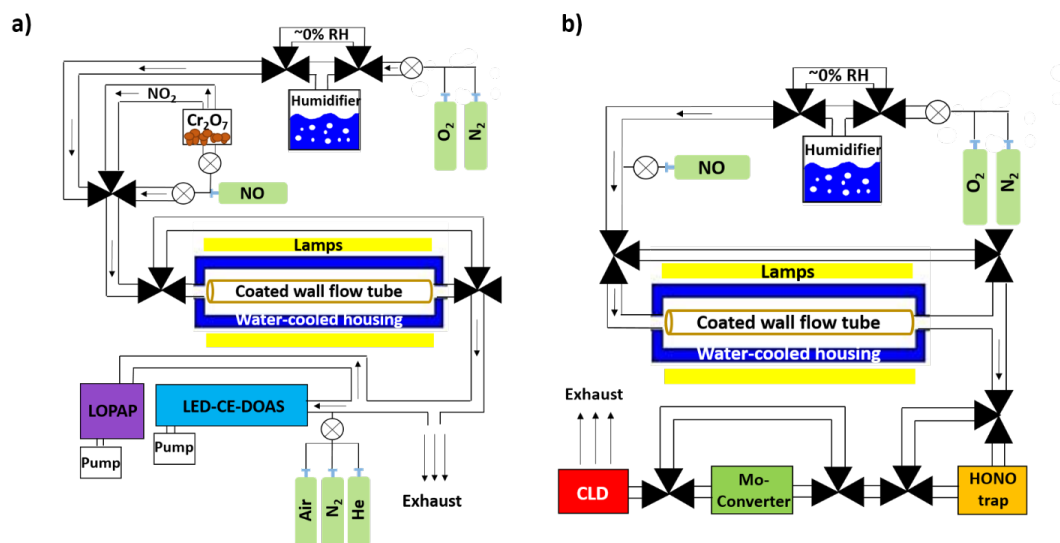 a)
~0% RH
NO₂
Cr₂O₇
Humidifier
O₂
N₂
NO
Lamps
Coated wall flow tube
Water-cooled housing
LOPAP
LED-CE-DOAS
Pump
Pump
Air
N₂
He
Exhaust
b)
~0% RH
Humidifier
NO
O₂
N₂
Lamps
Coated wall flow tube
Water-cooled housing
Exhaust
CLD
Mo-
Converter
HONO
trap